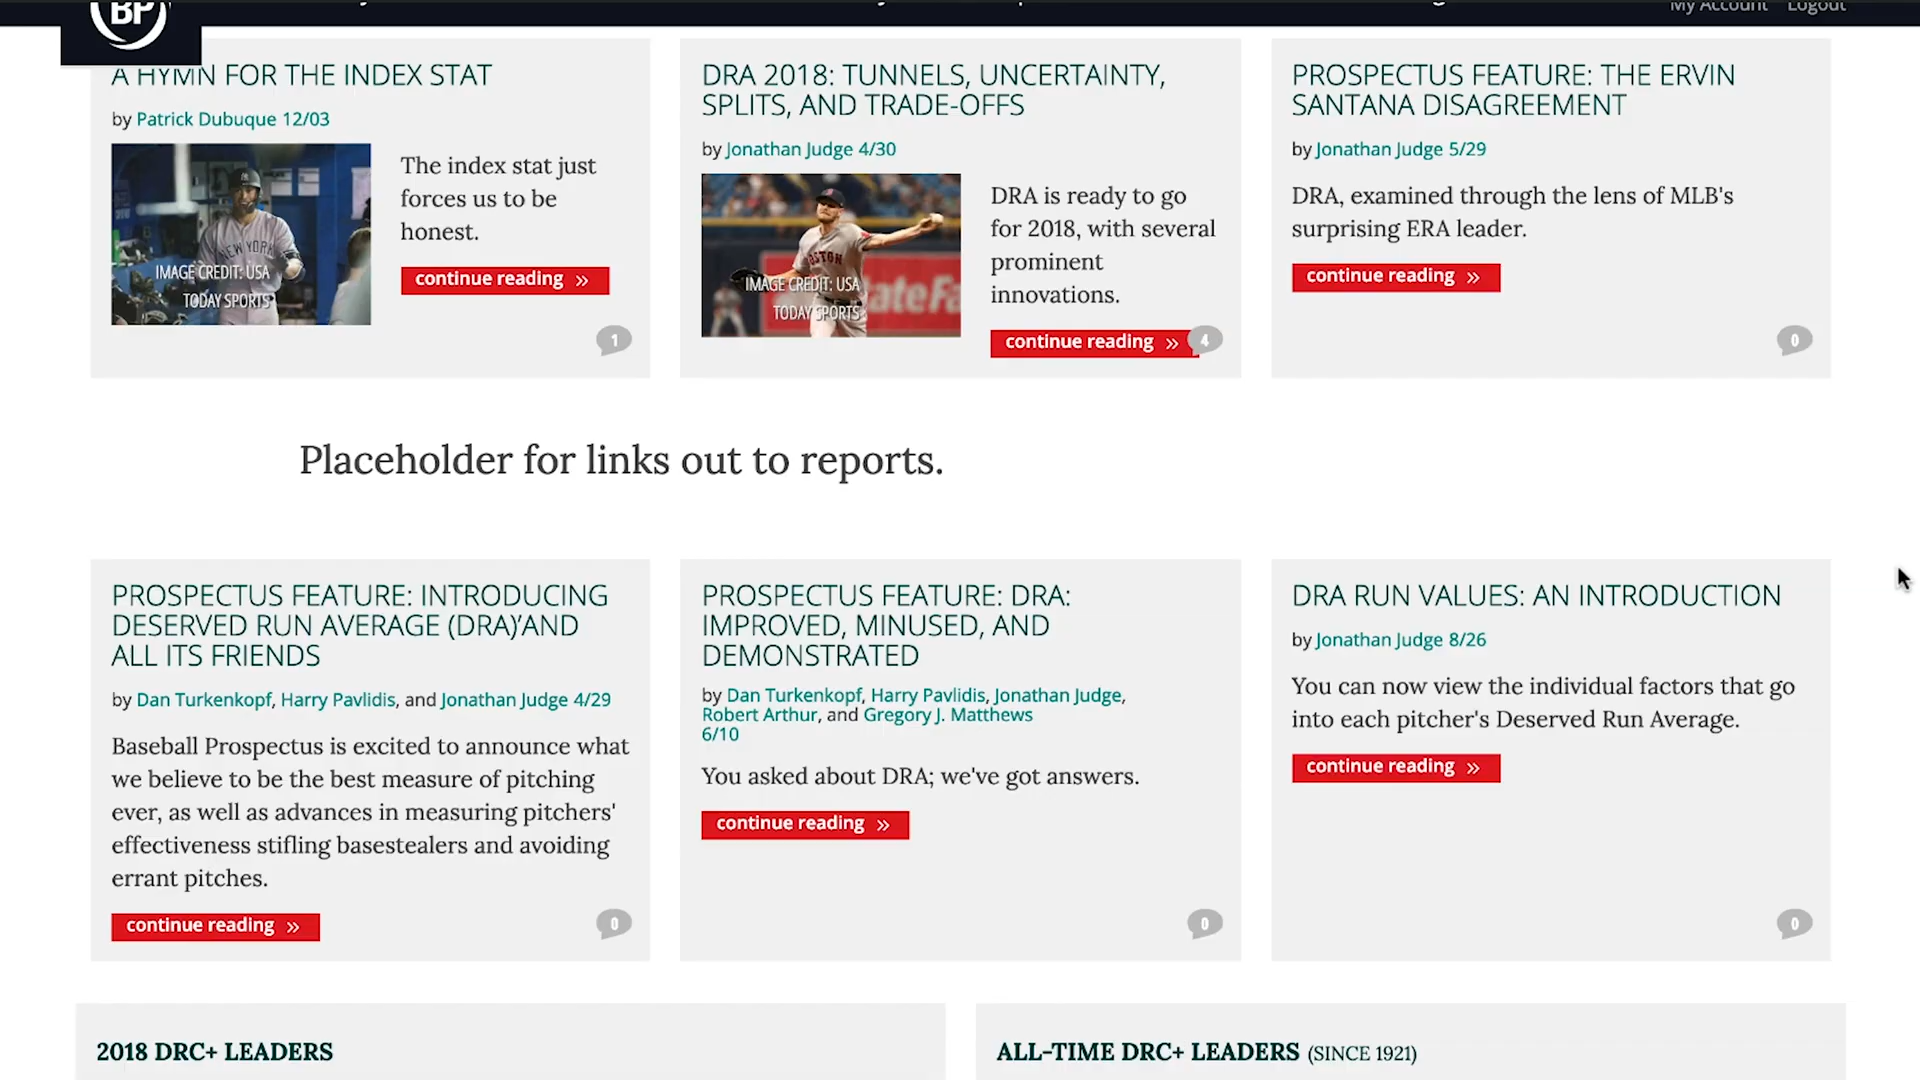 BP
My Account Logout
A HYMN FOR THE INDEX STAT
by Patrick Dubuque 12/03
The index stat just
forces us to be
honest.
NEW YORK
IMAGE CREDIT: USA
TODAY SPORTS
continue reading »
1
DRA 2018: TUNNELS, UNCERTAINTY,
SPLITS, AND TRADE-OFFS
by Jonathan Judge 4/30
DRA is ready to go
for 2018, with several
prominent
innovations.
BOSTON
IMAGE CREDIT: USA
TODAY SPORTS
continue reading »
4
PROSPECTUS FEATURE: THE ERVIN
SANTANA DISAGREEMENT
by Jonathan Judge 5/29
DRA, examined through the lens of MLB's
surprising ERA leader.
continue reading »
0
Placeholder for links out to reports.
PROSPECTUS FEATURE: INTRODUCING
DESERVED RUN AVERAGE (DRA)’AND
ALL ITS FRIENDS
by Dan Turkenkopf, Harry Pavlidis, and Jonathan Judge 4/29
Baseball Prospectus is excited to announce what
we believe to be the best measure of pitching
ever, as well as advances in measuring pitchers'
effectiveness stifling basestealers and avoiding
errant pitches.
continue reading »
0
PROSPECTUS FEATURE: DRA:
IMPROVED, MINUSED, AND
DEMONSTRATED
by Dan Turkenkopf, Harry Pavlidis, Jonathan Judge,
Robert Arthur, and Gregory J. Matthews
6/10
You asked about DRA; we've got answers.
continue reading »
0
DRA RUN VALUES: AN INTRODUCTION
by Jonathan Judge 8/26
You can now view the individual factors that go
into each pitcher's Deserved Run Average.
continue reading »
0
2018 DRC+ LEADERS
ALL-TIME DRC+ LEADERS (SINCE 1921)